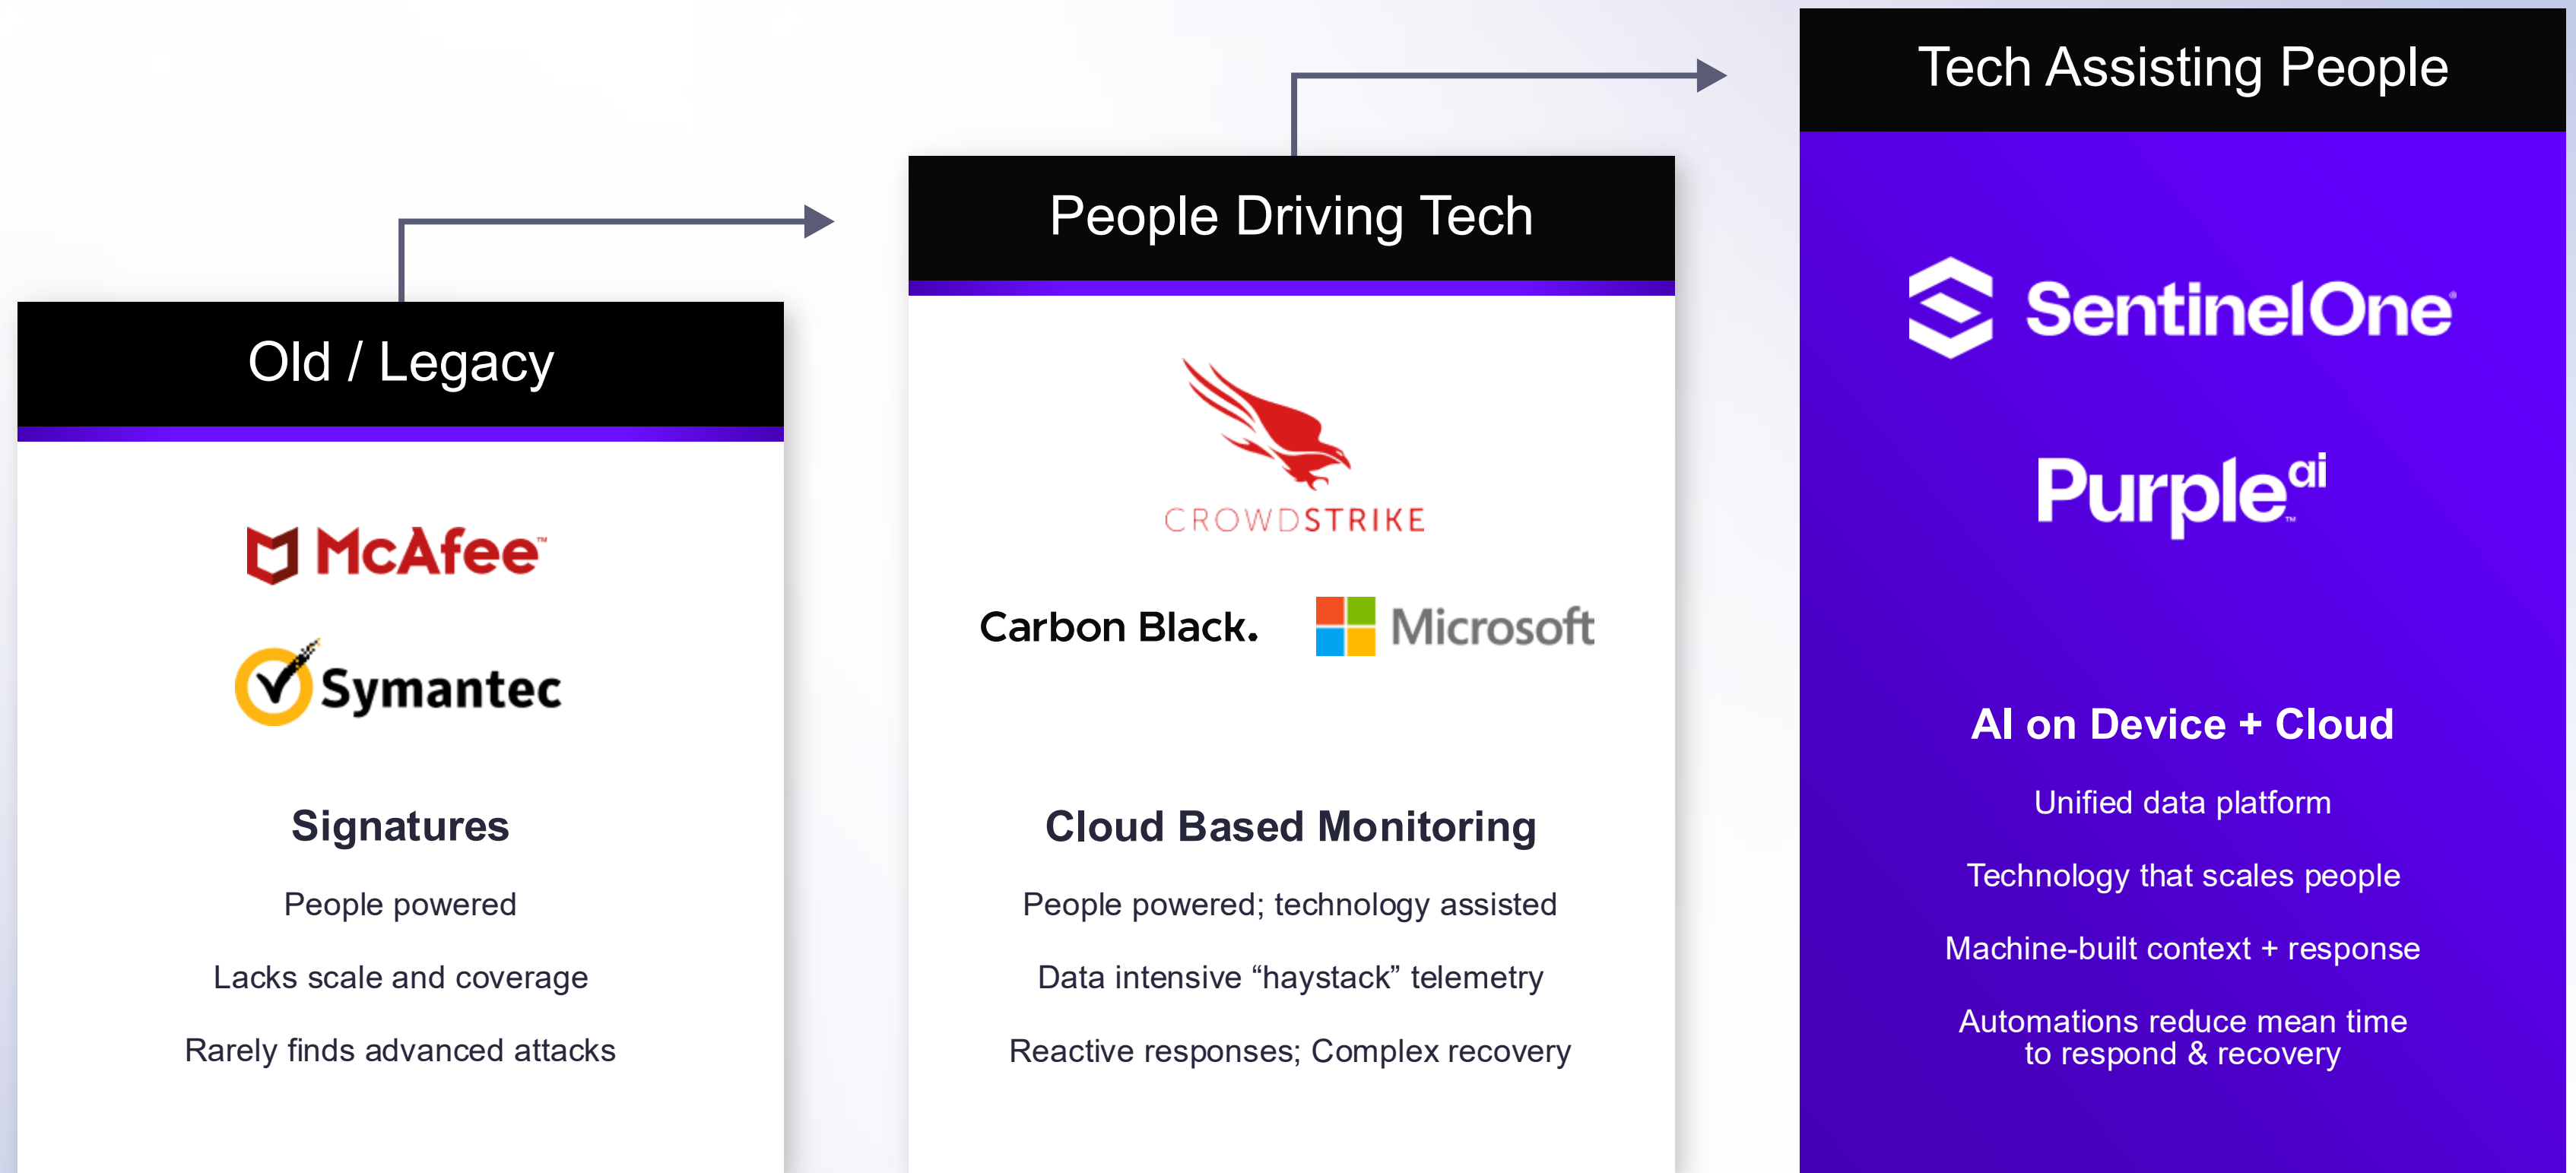 Old / Legacy
McAfee™
Symantec
Signatures
People powered
Lacks scale and coverage
Rarely finds advanced attacks
People Driving Tech
CROWDSTRIKE
Carbon Black.
Microsoft
Cloud Based Monitoring
People powered; technology assisted
Data intensive “haystack” telemetry
Reactive responses; Complex recovery
Tech Assisting People
SentinelOne®
Purple ai™
AI on Device + Cloud
Unified data platform
Technology that scales people
Machine-built context + response
Automations reduce mean time
to respond & recovery